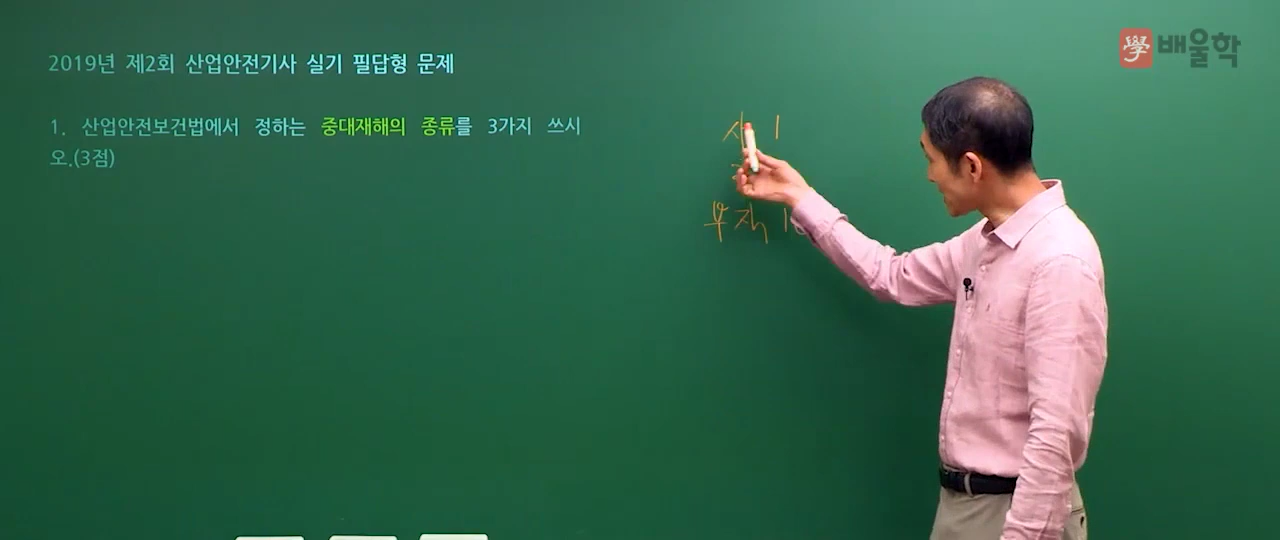 2019년 제2회 산업안전기사 실기 필답형 문제
1. 산업안전보건법에서 정하는 중대재해의 종류를 3가지 쓰시
오.(3점)
學 배울학
사 1
부 직 10